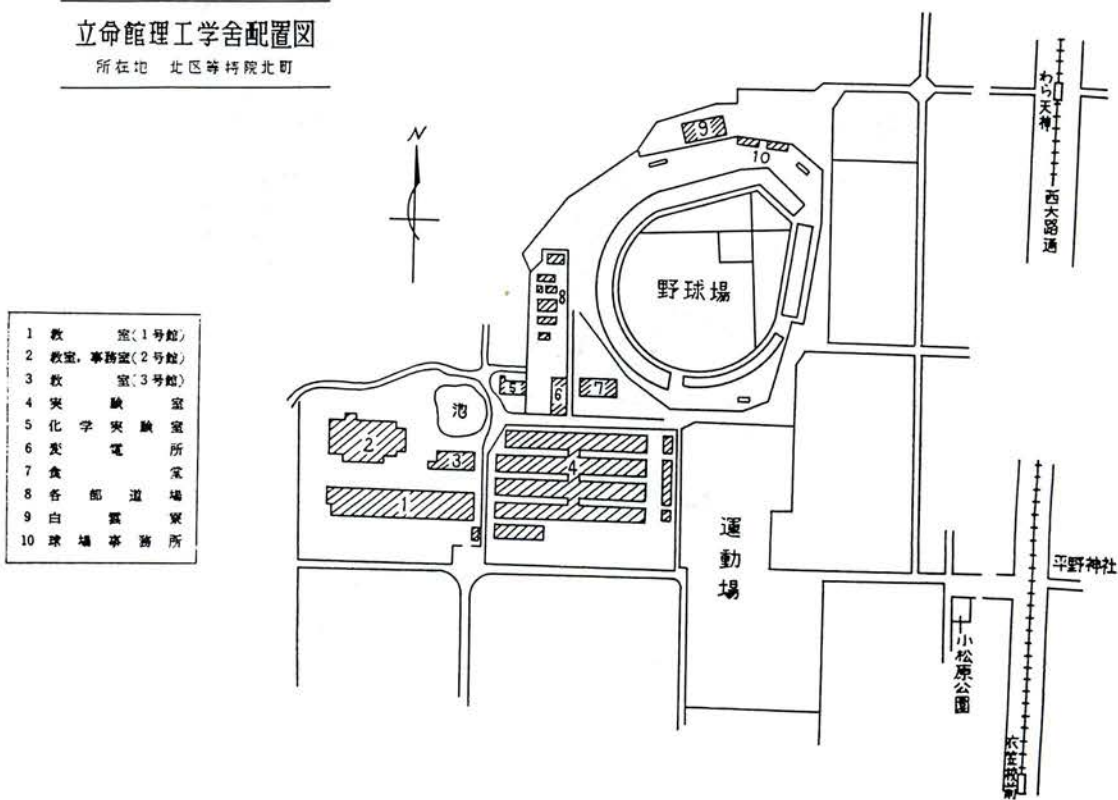 立命館理工学舎配置図
所在地 北区等持院北町
N
わら天神
西大路通
9
10
野球場
8
1 教室(1号館)
2 教室,事務室(2号館)
3 教室(3号館)
4 実験室
5 化学実験室
6 変電所
7 食堂
8 各部道場
9 白雲寮
10 球場事務所
池
5
6
7
2
3
4
1
運動場
平野神社
小松原公園
衣笠校前